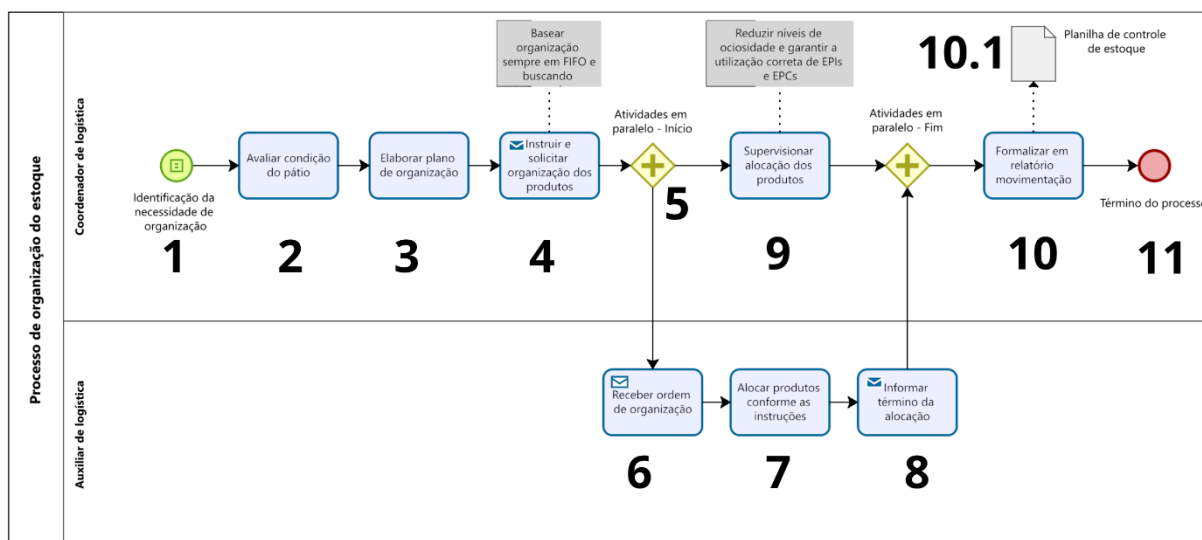 Processo de organização do estoque
Coordenador de logística
Basear
organização
sempre em FIFO e
buscando
Reduzir níveis de
ociosidade e garantir a
utilização correta de EPIs
e EPCs
10.1
Planilha de controle
de estoque
Atividades em
paralelo - Início
Atividades em
paralelo - Fim
Avaliar condição
do pátio
Elaborar plano
de organização
Instruir e
solicitar
organização dos
produtos
Supervisionar
alocação dos
produtos
Formalizar em
relatório
movimentação
Identificação da
necessidade de
organização
Término do processo
1
2
3
4
5
9
10
11
Auxiliar de logística
Receber ordem
de organização
Alocar produtos
conforme as
instruções
Informar
término da
alocação
6
7
8